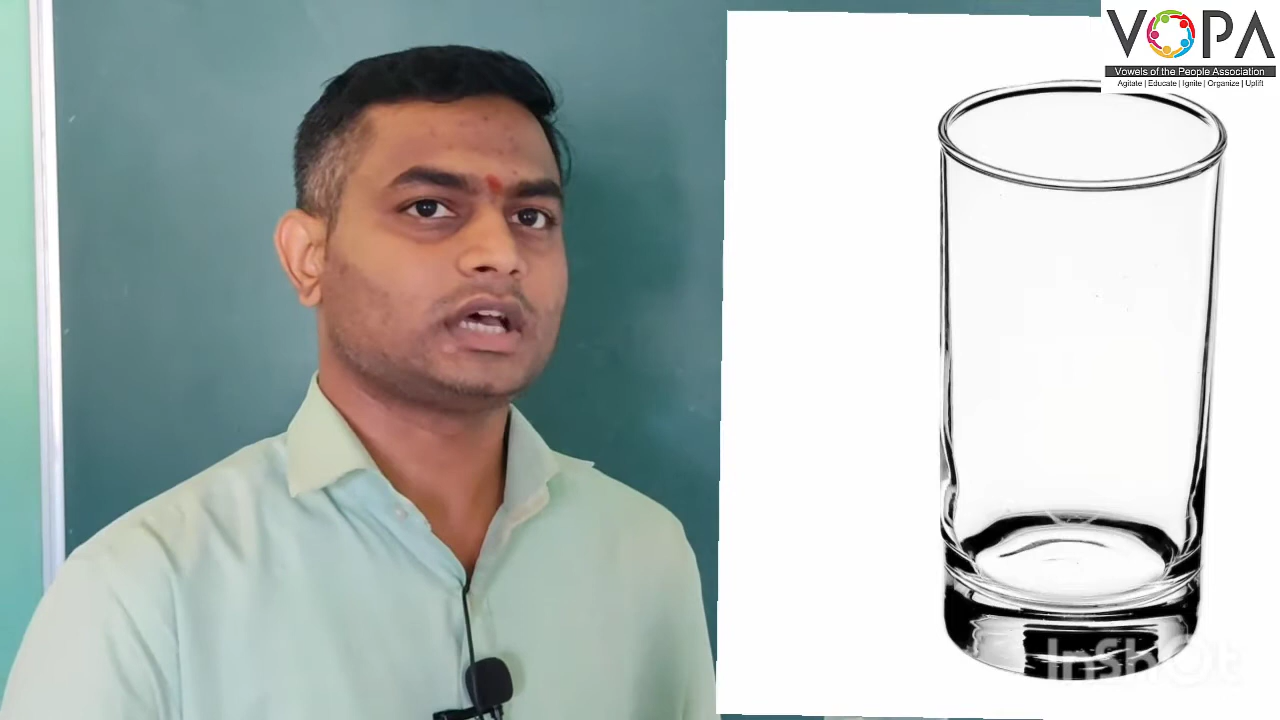 VOPA
Vowels of the People Association
Agitate | Educate | Ignite | Organize | Uplift
InShOt